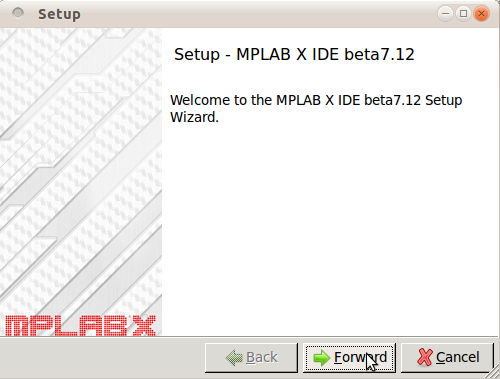 Setup
Setup - MPLAB X IDE beta7.12
Welcome to the MPLAB X IDE beta7.12 Setup
Wizard.
MPLAB X
Back
Forward
Cancel